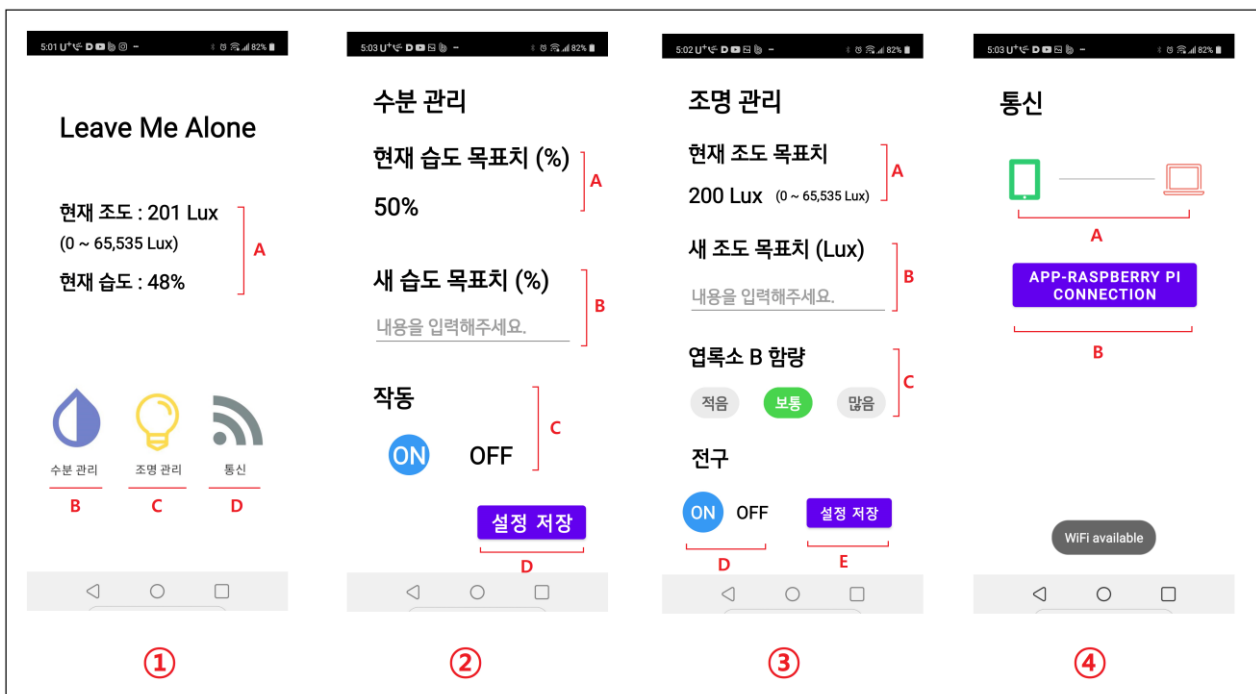 5:01 U+ 82%
Leave Me Alone
현재 조도 : 201 Lux
(0 ~ 65,535 Lux)
현재 습도 : 48%
A
수분 관리
조명 관리
통신
B
C
D
①
5:03 U+ 82%
수분 관리
현재 습도 목표치 (%)
50%
A
새 습도 목표치 (%)
내용을 입력해주세요.
B
작동
ON OFF
C
설정 저장
D
②
5:02 U+ 82%
조명 관리
현재 조도 목표치
200 Lux (0 ~ 65,535 Lux)
A
새 조도 목표치 (Lux)
내용을 입력해주세요.
B
엽록소 B 함량
적음 보통 많음
C
전구
ON OFF
설정 저장
D
E
③
5:03 U+ 82%
통신
A
APP-RASPBERRY PI
CONNECTION
B
WiFi available
④